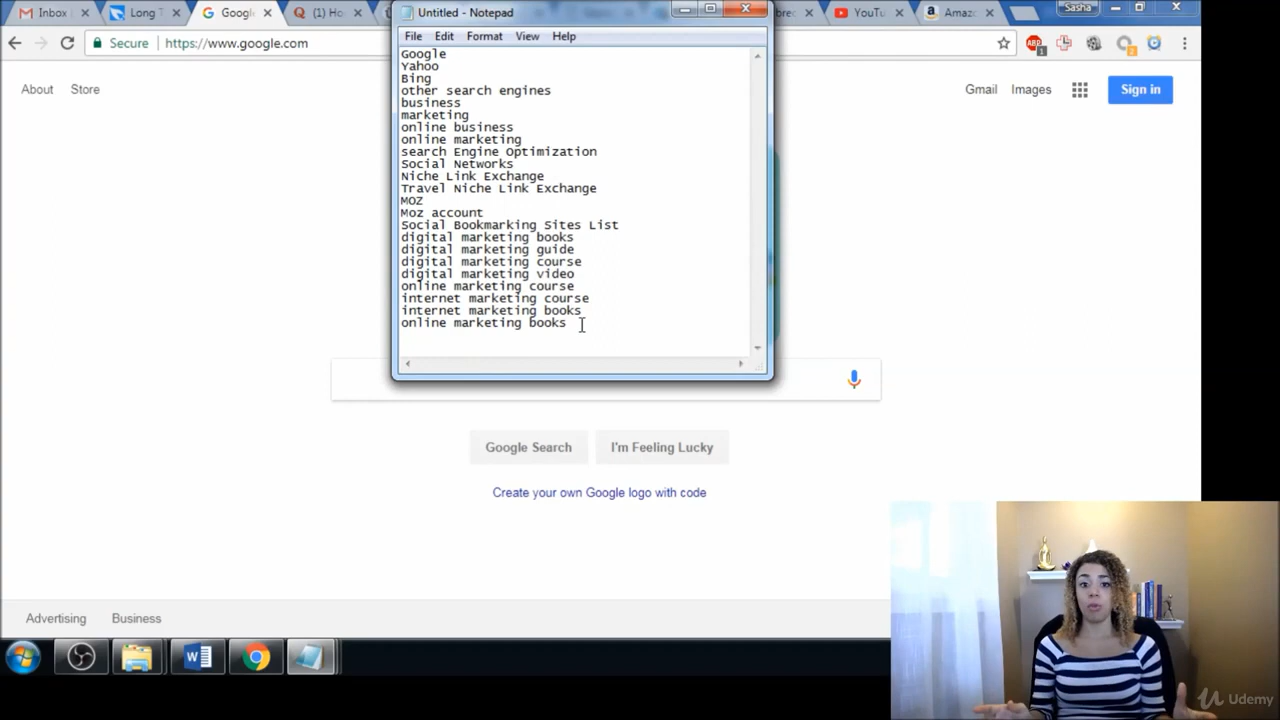 Inbox
Long T
Googl
(1) Ho
YouTu
Amazo
Sasha
Untitled - Notepad
File Edit Format View Help
Secure https://www.google.com
ABP
1
2
Google
Yahoo
Bing
other search engines
business
marketing
online business
online marketing
search Engine Optimization
Social Networks
Niche Link Exchange
Travel Niche Link Exchange
MOZ
Moz account
Social Bookmarking Sites List
digital marketing books
digital marketing guide
digital marketing course
digital marketing video
online marketing course
internet marketing course
internet marketing books
online marketing books
About Store
Gmail Images Sign in
Google Search I'm Feeling Lucky
Create your own Google logo with code
Advertising Business
Udemy